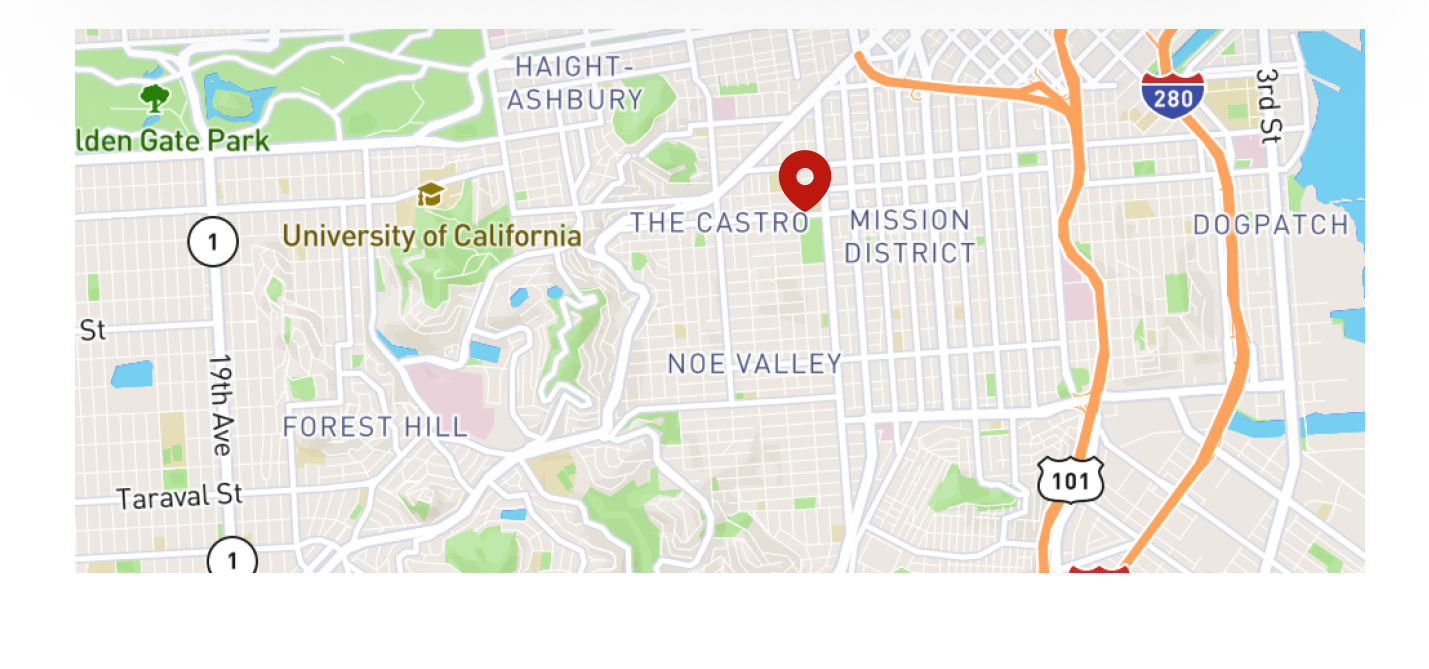 HAIGHT-
ASHBURY
280
3rd St
lden Gate Park
1
University of California
THE CASTRO
MISSION
DISTRICT
DOGPATCH
St
19th Ave
NOE VALLEY
FOREST HILL
101
Taraval St
1